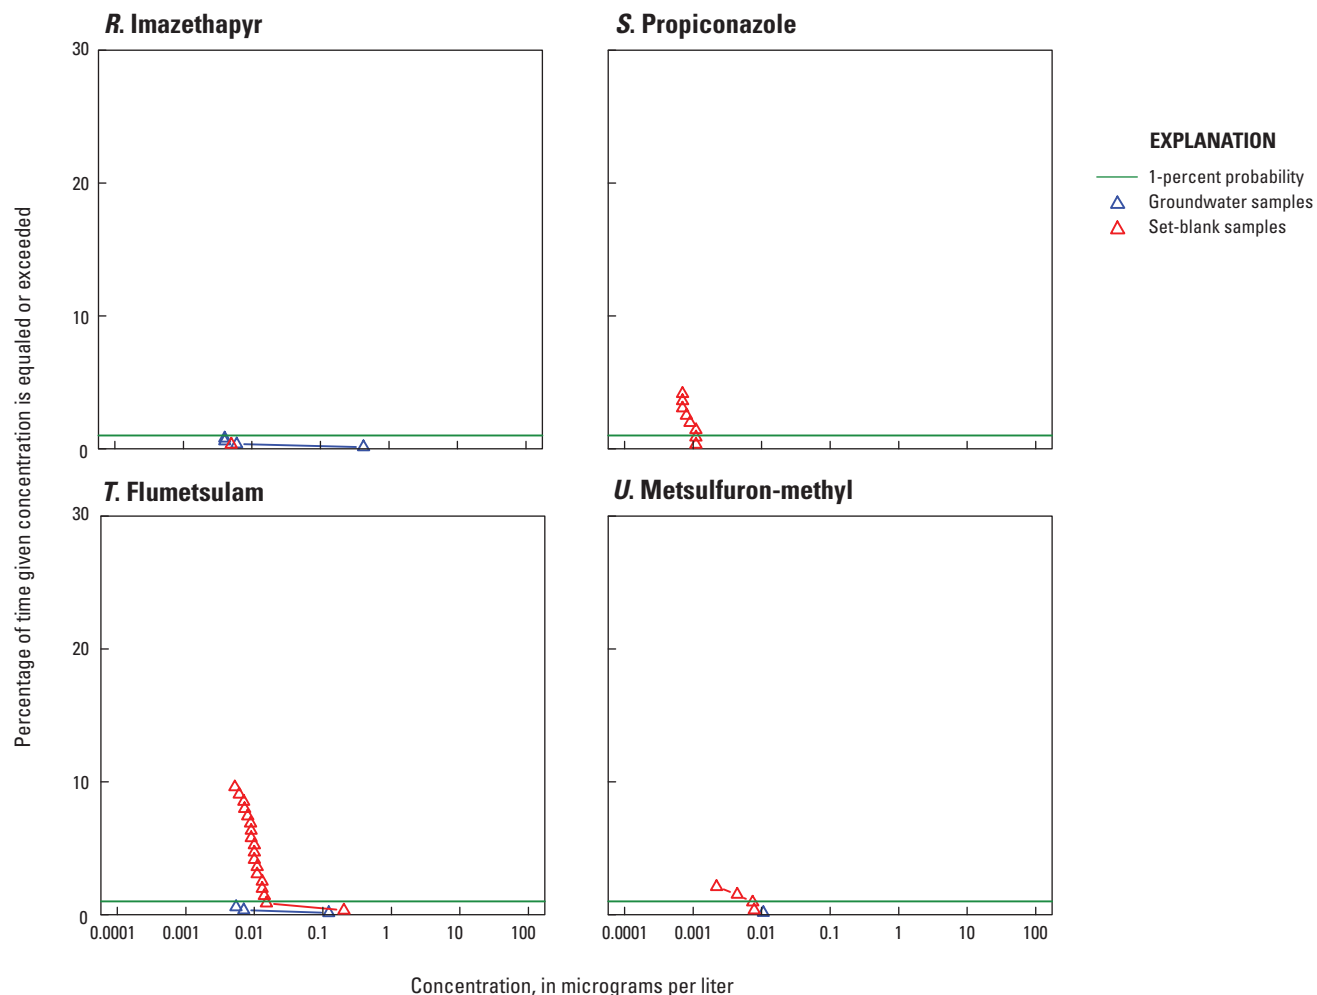 R. Imazethapyr
S. Propiconazole
30
20
10
0
EXPLANATION
1-percent probability
Groundwater samples
Set-blank samples
Percentage of time given concentration is equaled or exceeded
T. Flumetsulam
U. Metsulfuron-methyl
30
20
10
0
0.0001 0.001 0.01 0.1 1 10 100
0.0001 0.001 0.01 0.1 1 10 100
Concentration, in micrograms per liter